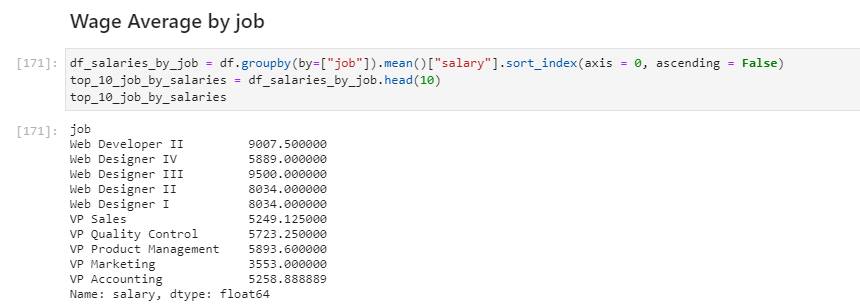 Wage Average by job
[171]: df_salaries_by_job = df.groupby(by=["job"]).mean()["salary"].sort_index(axis = 0, ascending = False)
top_10_job_by_salaries = df_salaries_by_job.head(10)
top_10_job_by_salaries
[171]: job
Web Developer II 9007.500000
Web Designer IV 5889.000000
Web Designer III 9500.000000
Web Designer II 8034.000000
Web Designer I 8034.000000
VP Sales 5249.125000
VP Quality Control 5723.250000
VP Product Management 5893.600000
VP Marketing 3553.000000
VP Accounting 5258.888889
Name: salary, dtype: float64